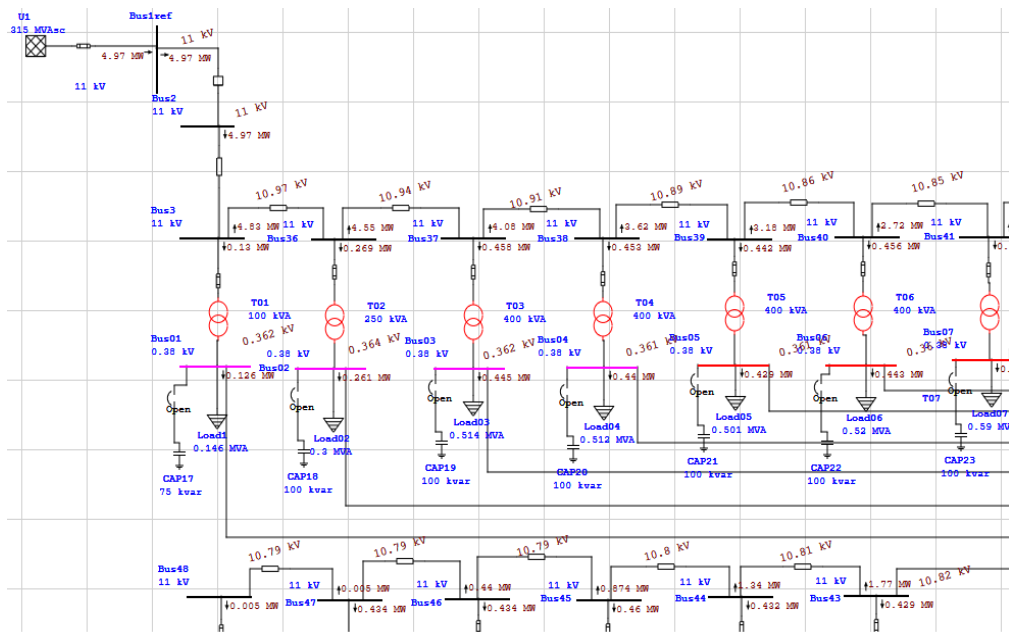 U1
315 MVAsc
Bus1ref
11 kV
4.97 MW
4.97 MW
11 kV
Bus2
11 kV
11 kV
4.97 MW
10.97 kV
10.94 kV
10.91 kV
10.89 kV
10.86 kV
10.85 kV
Bus3
11 kV
4.83 MW
0.13 MW
Bus36
11 kV
4.55 MW
0.269 MW
Bus37
11 kV
4.08 MW
0.458 MW
Bus38
11 kV
3.62 MW
0.453 MW
Bus39
11 kV
3.18 MW
0.442 MW
Bus40
11 kV
2.72 MW
0.456 MW
Bus41
11 kV
T01
100 kVA
T02
250 kVA
T03
400 kVA
T04
400 kVA
T05
400 kVA
T06
400 kVA
Bus01
0.38 kV
0.362 kV
0.126 MW
Bus02
0.38 kV
0.364 kV
0.261 MW
Bus03
0.38 kV
0.362 kV
0.445 MW
Bus04
0.38 kV
0.361 kV
0.44 MW
Bus05
0.38 kV
0.361 kV
0.429 MW
Bus06
0.38 kV
0.443 MW
Bus07
0.38 kV
T07
Open
Open
Open
Open
Open
Open
Open
Load1
0.146 MVA
Load02
0.3 MVA
Load03
0.514 MVA
Load04
0.512 MVA
Load05
0.501 MVA
Load06
0.52 MVA
Load07
0.59 MVA
CAP17
75 kvar
CAP18
100 kvar
CAP19
100 kvar
CAP20
100 kvar
CAP21
100 kvar
CAP22
100 kvar
CAP23
100 kvar
10.79 kV
10.79 kV
10.79 kV
10.8 kV
10.81 kV
10.82 kV
Bus48
11 kV
0.005 MW
Bus47
11 kV
0.005 MW
0.434 MW
Bus46
11 kV
0.44 MW
0.434 MW
Bus45
11 kV
0.874 MW
0.46 MW
Bus44
11 kV
1.34 MW
0.432 MW
Bus43
11 kV
1.77 MW
0.429 MW